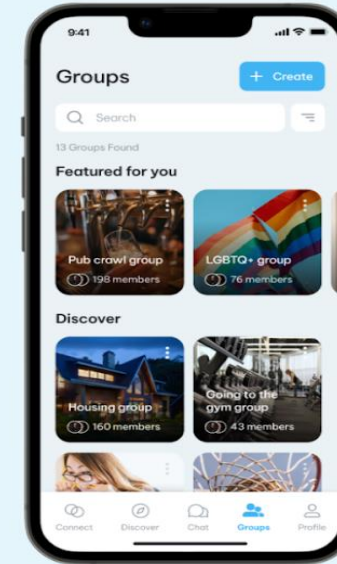 9:41
Groups
+ Create
Search
13 Groups Found
Featured for you
Pub crawl group
198 members
LGBTQ+ group
76 members
Discover
Housing group
160 members
Going to the
gym group
43 members
Connect
Discover
Chat
Groups
Profile